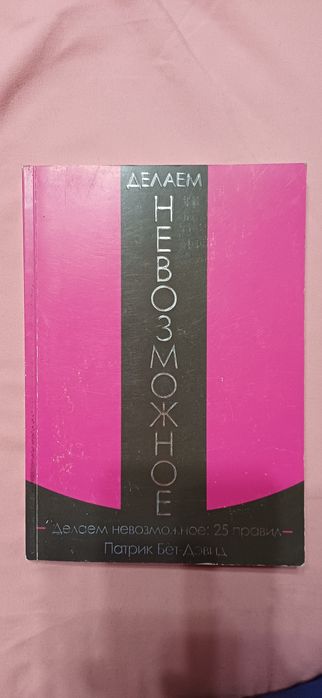 ДЕЛАЕМ
НЕВОЗМОЖНОЕ
Делаем невозможное: 25 правил
Патрик Бет-Дэвид